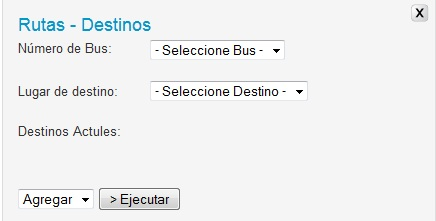 X
Rutas - Destinos
Número de Bus: - Seleccione Bus -
Lugar de destino: - Seleccione Destino -
Destinos Actules:
Agregar > Ejecutar